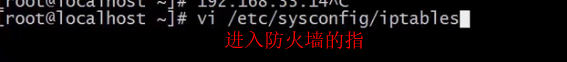 [root@localhost ~]# 192.168.33.14^C
[root@localhost ~]# vi /etc/sysconfig/iptables
进入防火墙的指